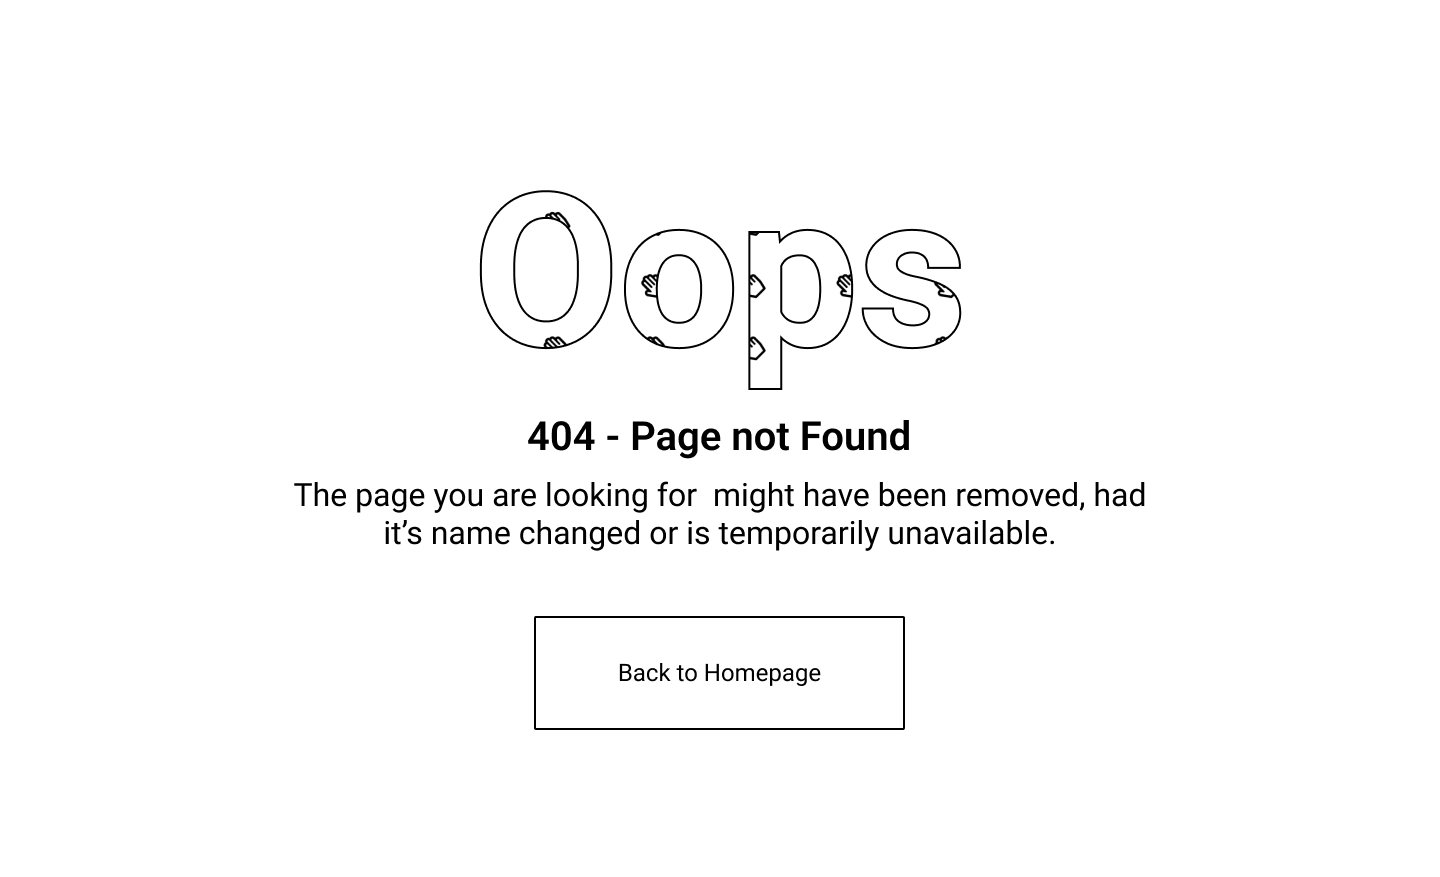 Oops
404 - Page not Found
The page you are looking for  might have been removed, had
it’s name changed or is temporarily unavailable.
Back to Homepage